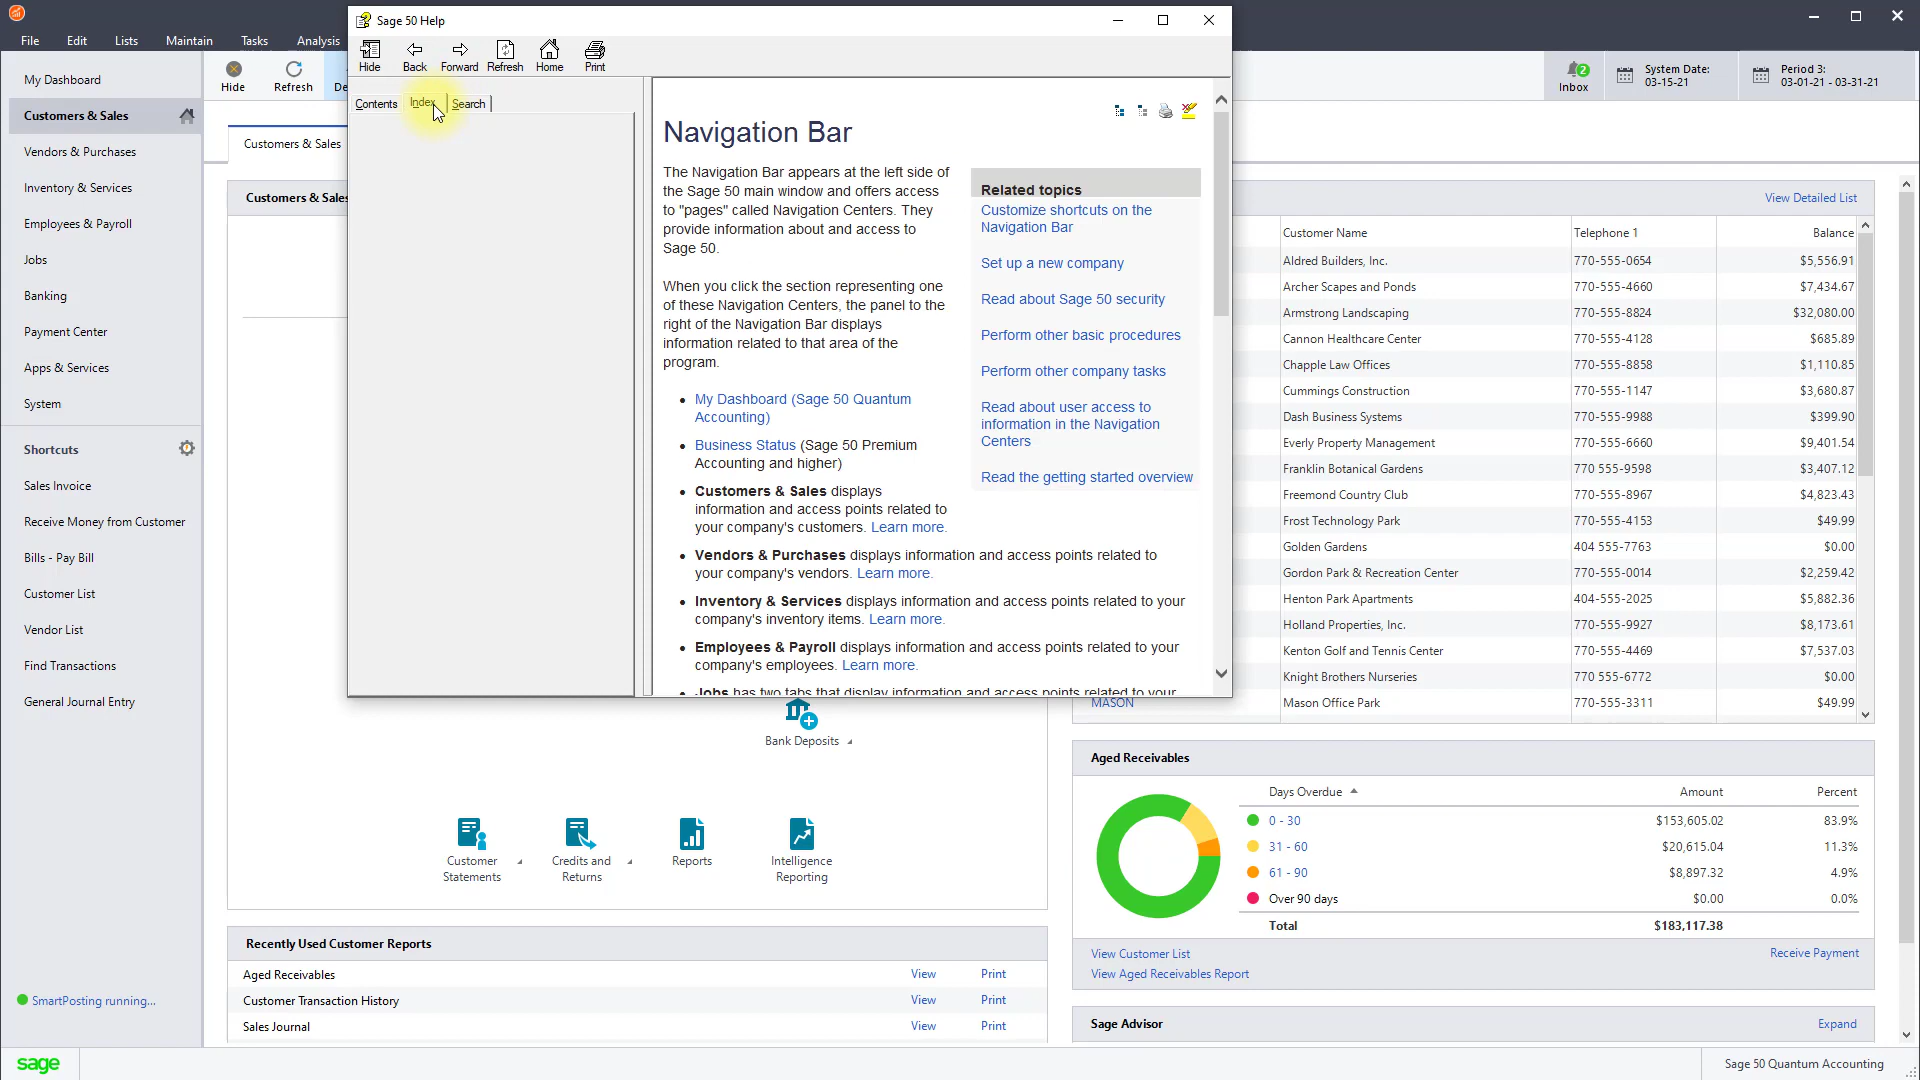 Sage 50 Help
File Edit Lists Maintain Tasks Analysis
Hide Back Forward Refresh Home Print
Hide Refresh De
Inbox 2
System Date:
03-15-21
Period 3:
03-01-21 - 03-31-21
My Dashboard
Customers & Sales
Vendors & Purchases
Inventory & Services
Employees & Payroll
Jobs
Banking
Payment Center
Apps & Services
System
Shortcuts
Sales Invoice
Receive Money from Customer
Bills - Pay Bill
Customer List
Vendor List
Find Transactions
General Journal Entry
SmartPosting running...
sage
Customers & Sales
Customers & Sales
Contents Index Search
Navigation Bar
The Navigation Bar appears at the left side of
the Sage 50 main window and offers access
to "pages" called Navigation Centers. They
provide information about and access to
Sage 50.
When you click the section representing one
of these Navigation Centers, the panel to the
right of the Navigation Bar displays
information related to that area of the
program.
My Dashboard (Sage 50 Quantum
Accounting)
Business Status (Sage 50 Premium
Accounting and higher)
Customers & Sales displays
information and access points related to
your company's customers. Learn more.
Vendors & Purchases displays information and access points related to
your company's vendors. Learn more.
Inventory & Services displays information and access points related to your
company's inventory items. Learn more.
Employees & Payroll displays information and access points related to your
company's employees. Learn more.
Jobs has two tabs that display information and access points related to your
Related topics
Customize shortcuts on the
Navigation Bar
Set up a new company
Read about Sage 50 security
Perform other basic procedures
Perform other company tasks
Read about user access to
information in the Navigation
Centers
Read the getting started overview
Bank Deposits
Customer
Statements
Credits and
Returns
Reports
Intelligence
Reporting
Recently Used Customer Reports
Aged Receivables View Print
Customer Transaction History View Print
Sales Journal View Print
View Detailed List
Customer Name Telephone 1 Balance
Aldred Builders, Inc. 770-555-0654 $5,556.91
Archer Scapes and Ponds 770-555-4660 $7,434.67
Armstrong Landscaping 770-555-8824 $32,080.00
Cannon Healthcare Center 770-555-4128 $685.89
Chapple Law Offices 770-555-8858 $1,110.85
Cummings Construction 770-555-1147 $3,680.87
Dash Business Systems 770-555-9988 $399.90
Everly Property Management 770-555-6660 $9,401.54
Franklin Botanical Gardens 770 555-9598 $3,407.12
Freemond Country Club 770-555-8967 $4,823.43
Frost Technology Park 770-555-4153 $49.99
Golden Gardens 404 555-7763 $0.00
Gordon Park & Recreation Center 770-555-0014 $2,259.42
Henton Park Apartments 404-555-2025 $5,882.36
Holland Properties, Inc. 770-555-9927 $8,173.61
Kenton Golf and Tennis Center 770-555-4469 $7,537.03
Knight Brothers Nurseries 770 555-6772 $0.00
MASON Mason Office Park 770-555-3311 $49.99
Aged Receivables
Days Overdue Amount Percent
0 - 30 $153,605.02 83.9%
31 - 60 $20,615.04 11.3%
61 - 90 $8,897.32 4.9%
Over 90 days $0.00 0.0%
Total $183,117.38
View Customer List Receive Payment
View Aged Receivables Report
Sage Advisor Expand
Sage 50 Quantum Accounting